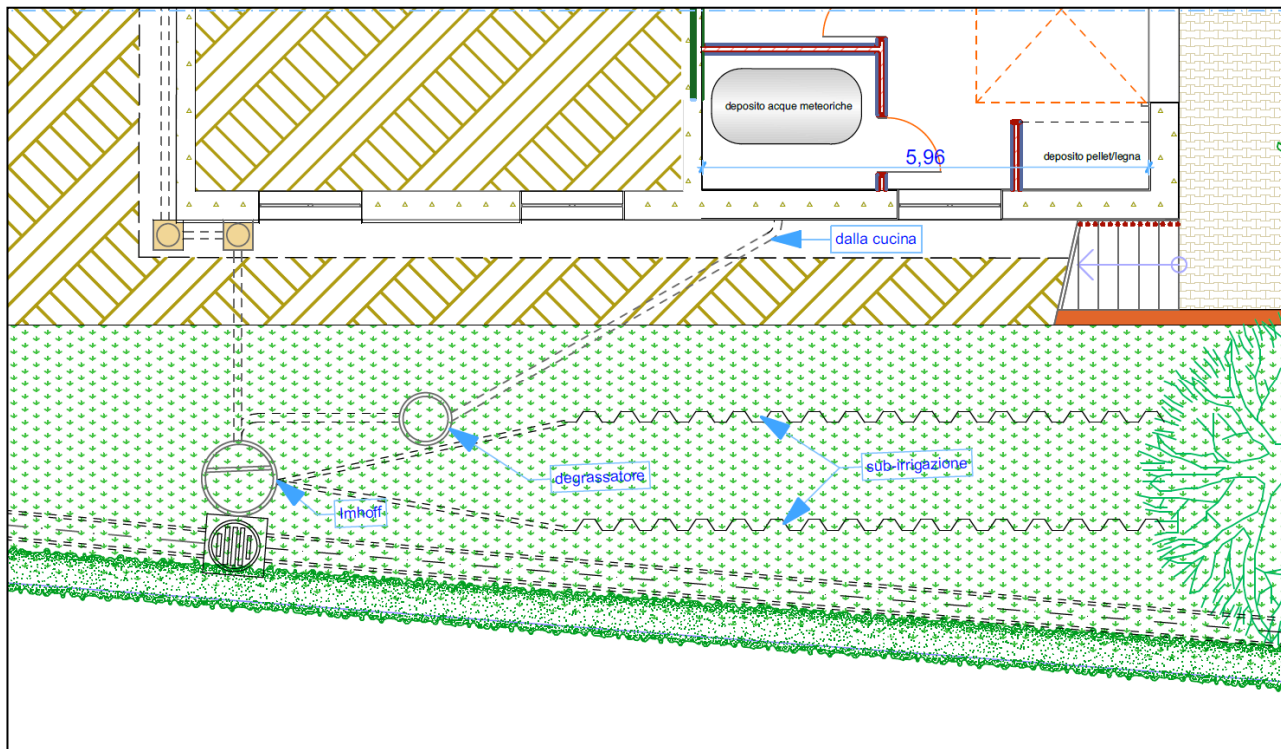 deposito acque meteoriche
5,96
deposito pellet/legna
dalla cucina
degrassatore
sub-irrigazione
Imhoff